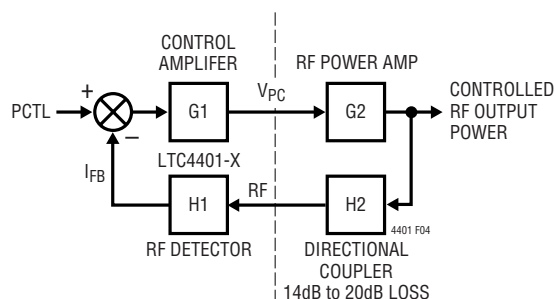 CONTROL
AMPLIFER
RF POWER AMP
PCTL
+
−
G1
VPC
G2
CONTROLLED
RF OUTPUT
POWER
LTC4401-X
IFB
H1
RF
H2
4401 F04
RF DETECTOR
DIRECTIONAL
COUPLER
14dB to 20dB LOSS